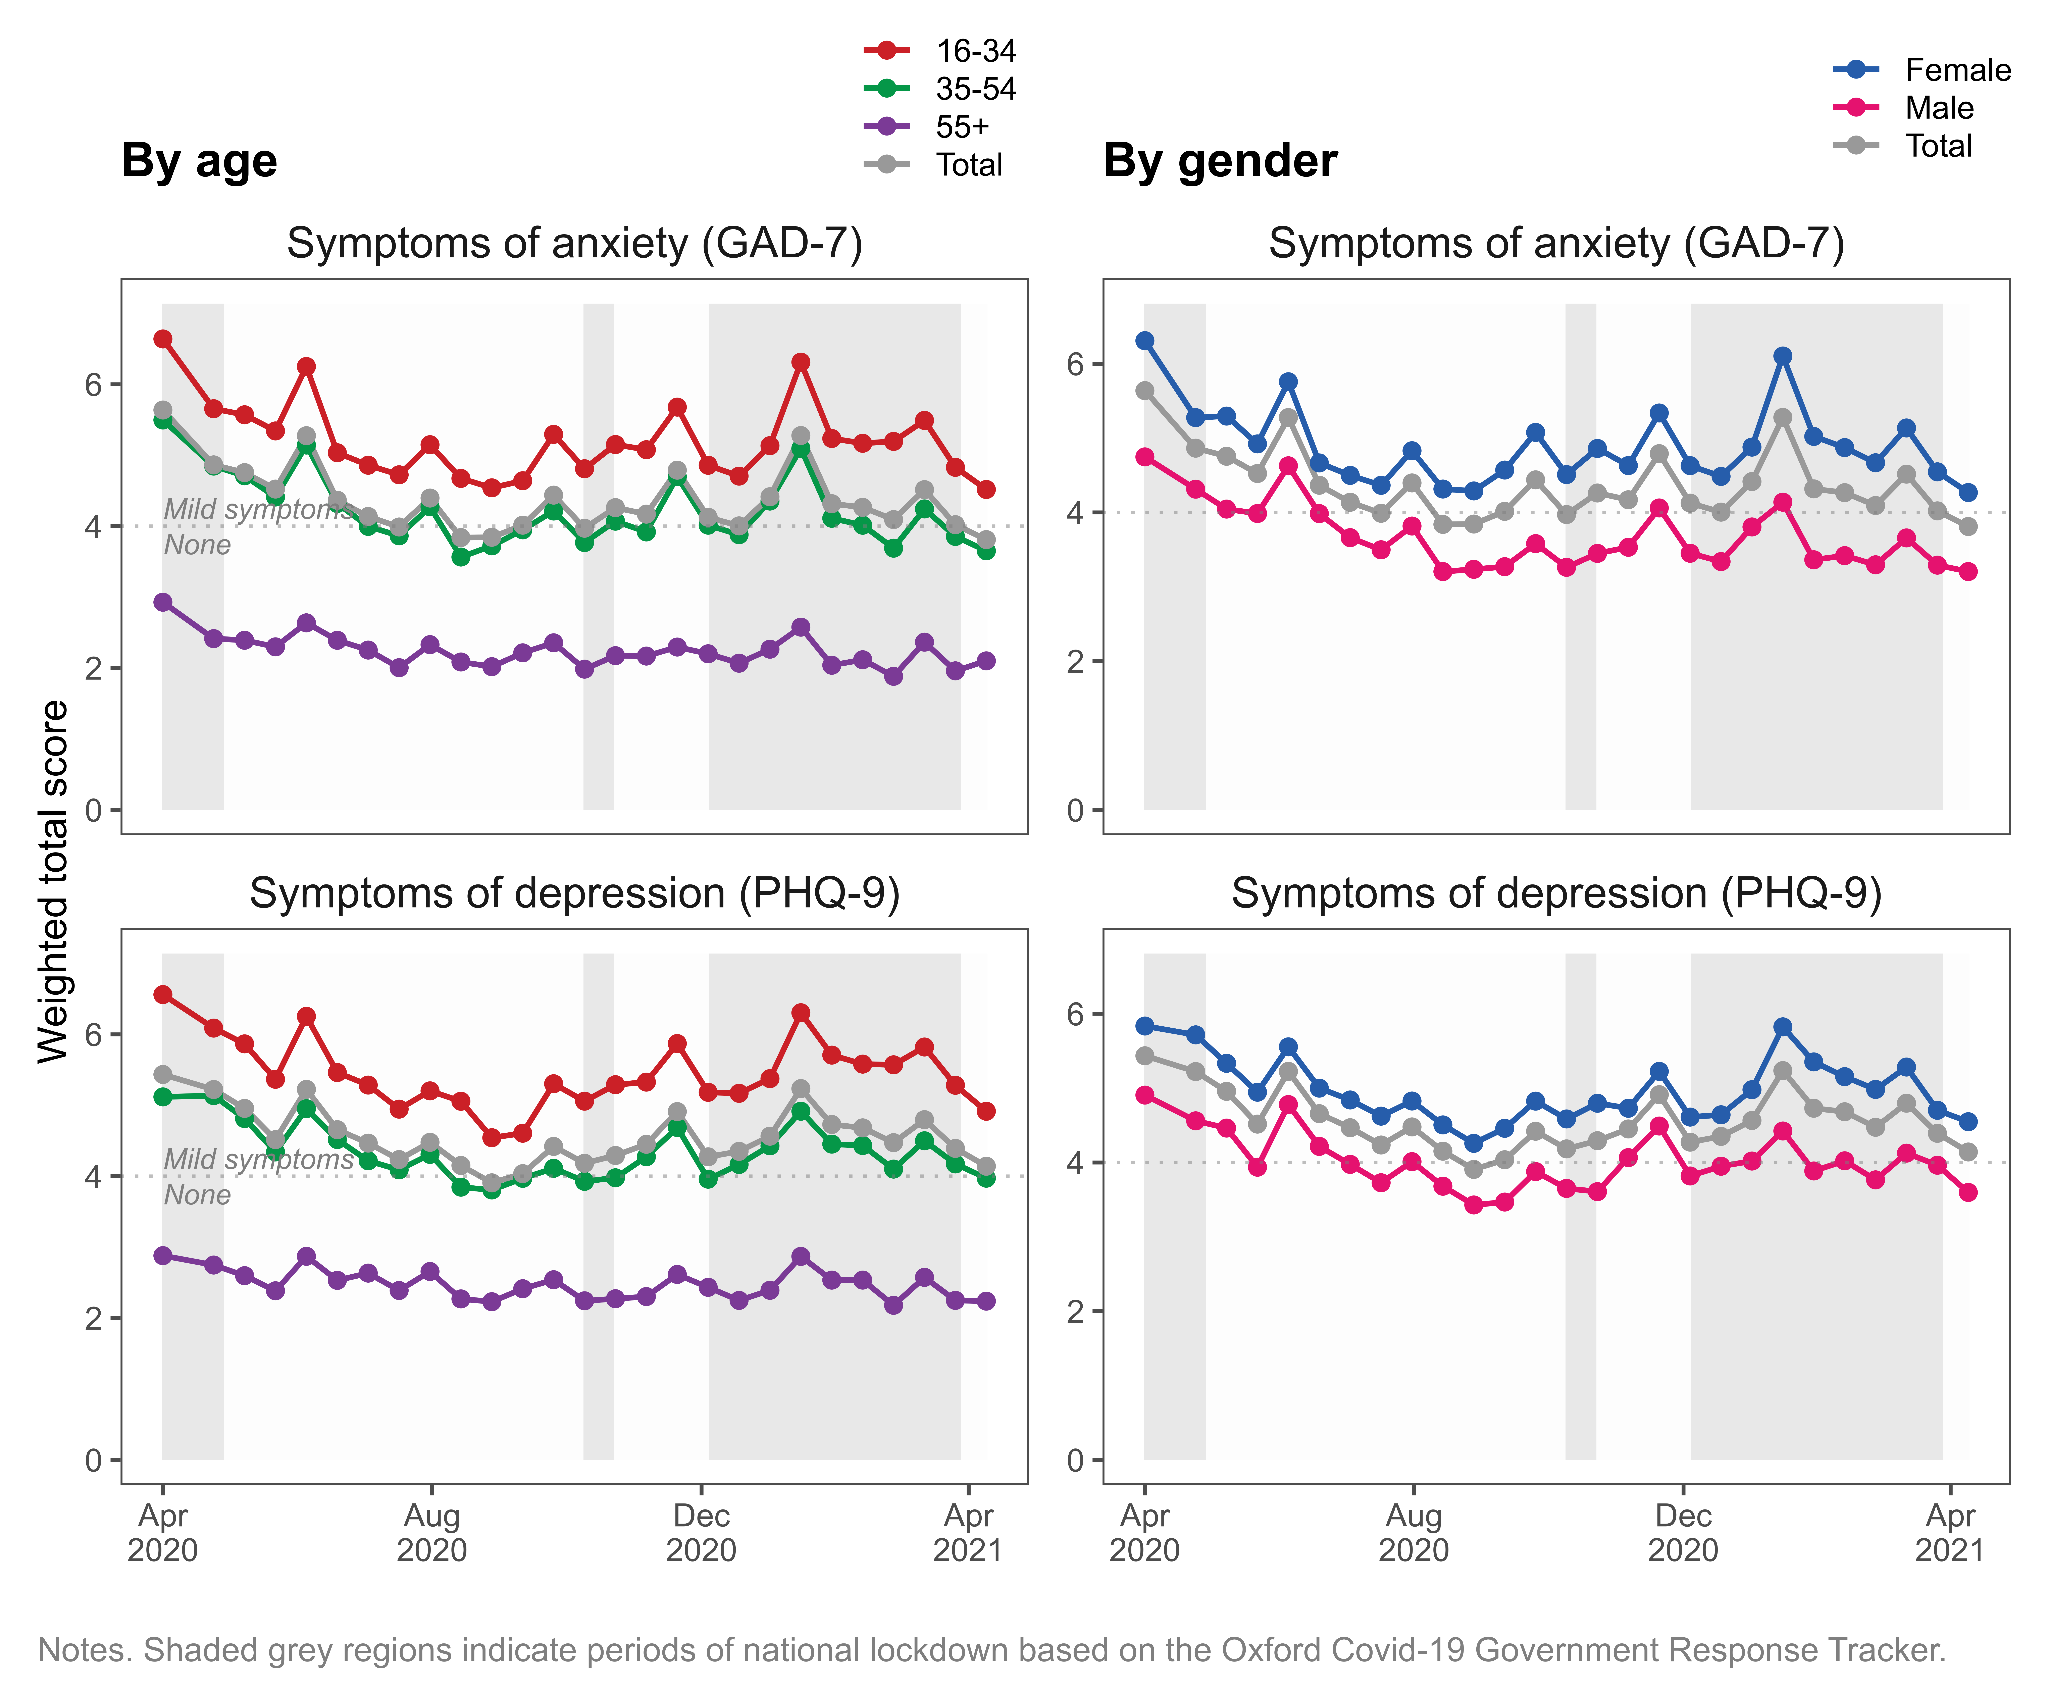 16-34
35-54
55+
Total
By age
Female
Male
Total
By gender
Symptoms of anxiety (GAD-7)
Symptoms of anxiety (GAD-7)
6
4
2
0
Mild symptoms
None
6
4
2
0
Weighted total score
Symptoms of depression (PHQ-9)
Symptoms of depression (PHQ-9)
6
4
2
0
Mild symptoms
None
6
4
2
0
Apr Aug Dec Apr
2020 2020 2020 2021
Apr Aug Dec Apr
2020 2020 2020 2021
Notes. Shaded grey regions indicate periods of national lockdown based on the Oxford Covid-19 Government Response Tracker.